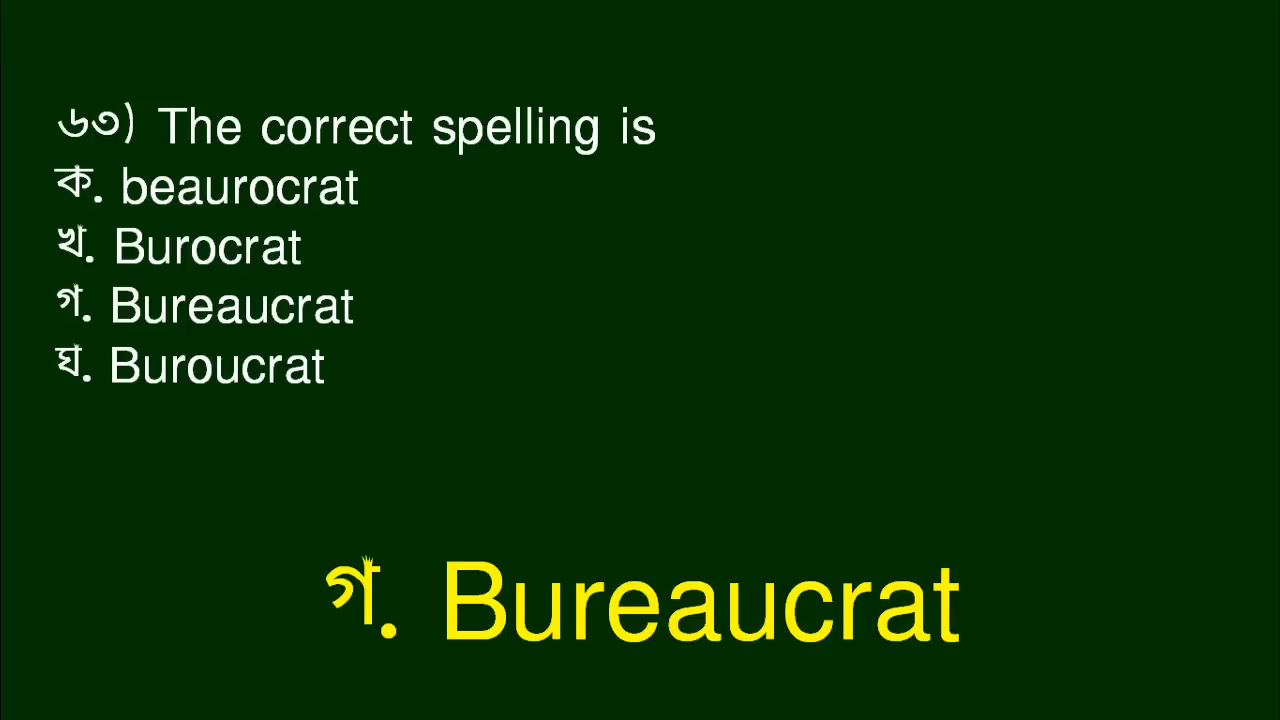 ৬৩) The correct spelling is
ক. beaurocrat
খ. Burocrat
গ. Bureaucrat
ঘ. Buroucrat
গ. Bureaucrat